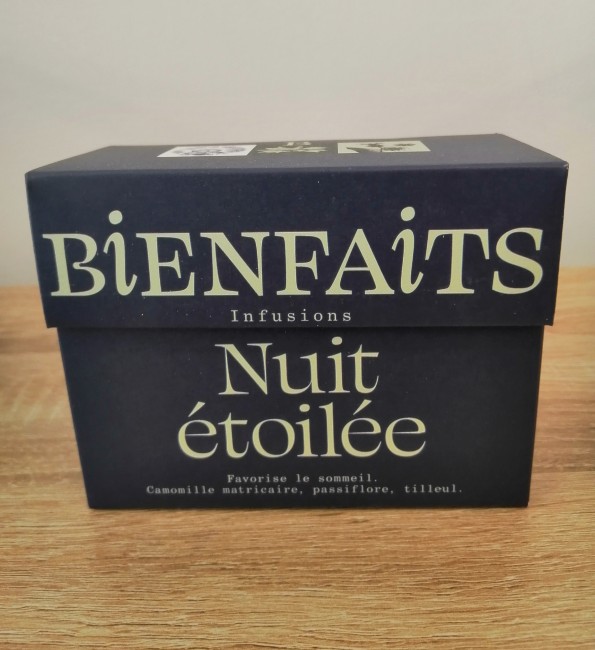 BiENFAiTS
Infusions
Nuit
étoilée
Favorise le sommeil.
Camomille matricaire, passiflore, tilleul.